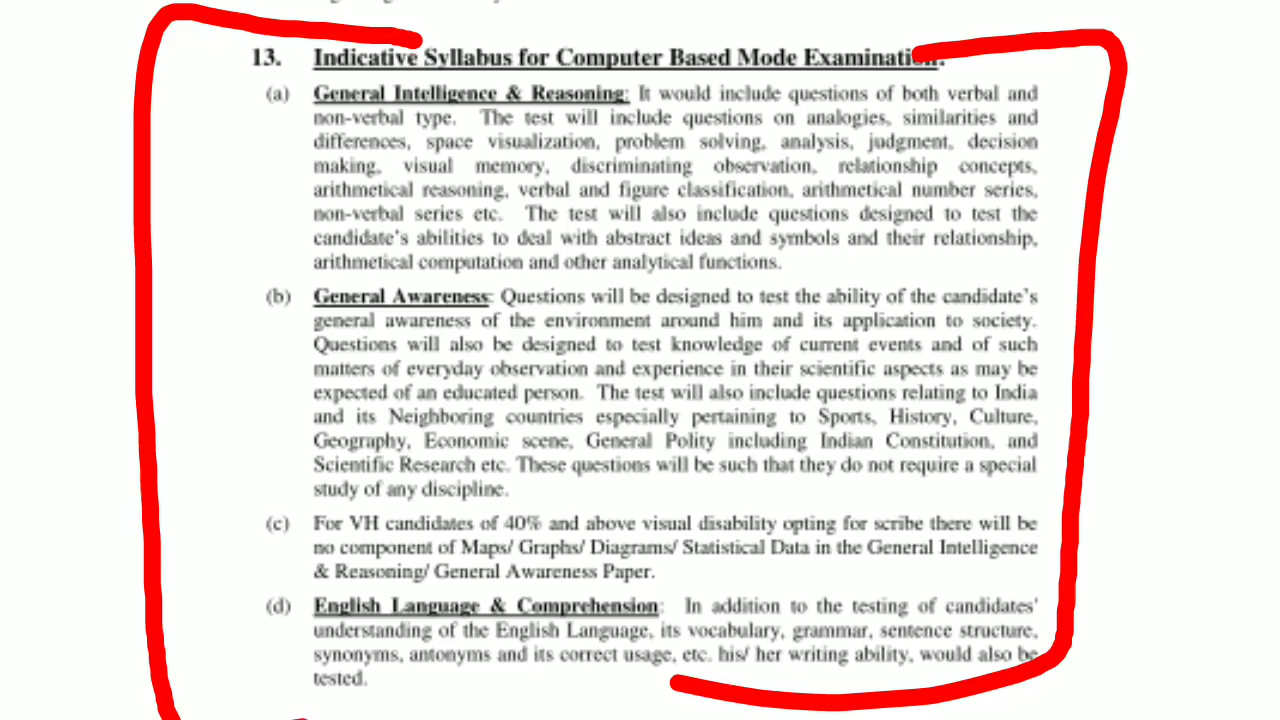 13. Indicative Syllabus for Computer Based Mode Examination:
(a) General Intelligence & Reasoning: It would include questions of both verbal and
non-verbal type. The test will include questions on analogies, similarities and
differences, space visualization, problem solving, analysis, judgment, decision
making, visual memory, discriminating observation, relationship concepts,
arithmetical reasoning, verbal and figure classification, arithmetical number series,
non-verbal series etc. The test will also include questions designed to test the
candidate's abilities to deal with abstract ideas and symbols and their relationship,
arithmetical computation and other analytical functions.
(b) General Awareness: Questions will be designed to test the ability of the candidate's
general awareness of the environment around him and its application to society.
Questions will also be designed to test knowledge of current events and of such
matters of everyday observation and experience in their scientific aspects as may be
expected of an educated person. The test will also include questions relating to India
and its Neighboring countries especially pertaining to Sports, History, Culture,
Geography, Economic scene, General Polity including Indian Constitution, and
Scientific Research etc. These questions will be such that they do not require a special
study of any discipline.
(c) For VH candidates of 40% and above visual disability opting for scribe there will be
no component of Maps/ Graphs/ Diagrams/ Statistical Data in the General Intelligence
& Reasoning/ General Awareness Paper.
(d) English Language & Comprehension: In addition to the testing of candidates'
understanding of the English Language, its vocabulary, grammar, sentence structure,
synonyms, antonyms and its correct usage, etc. his/ her writing ability, would also be
tested.